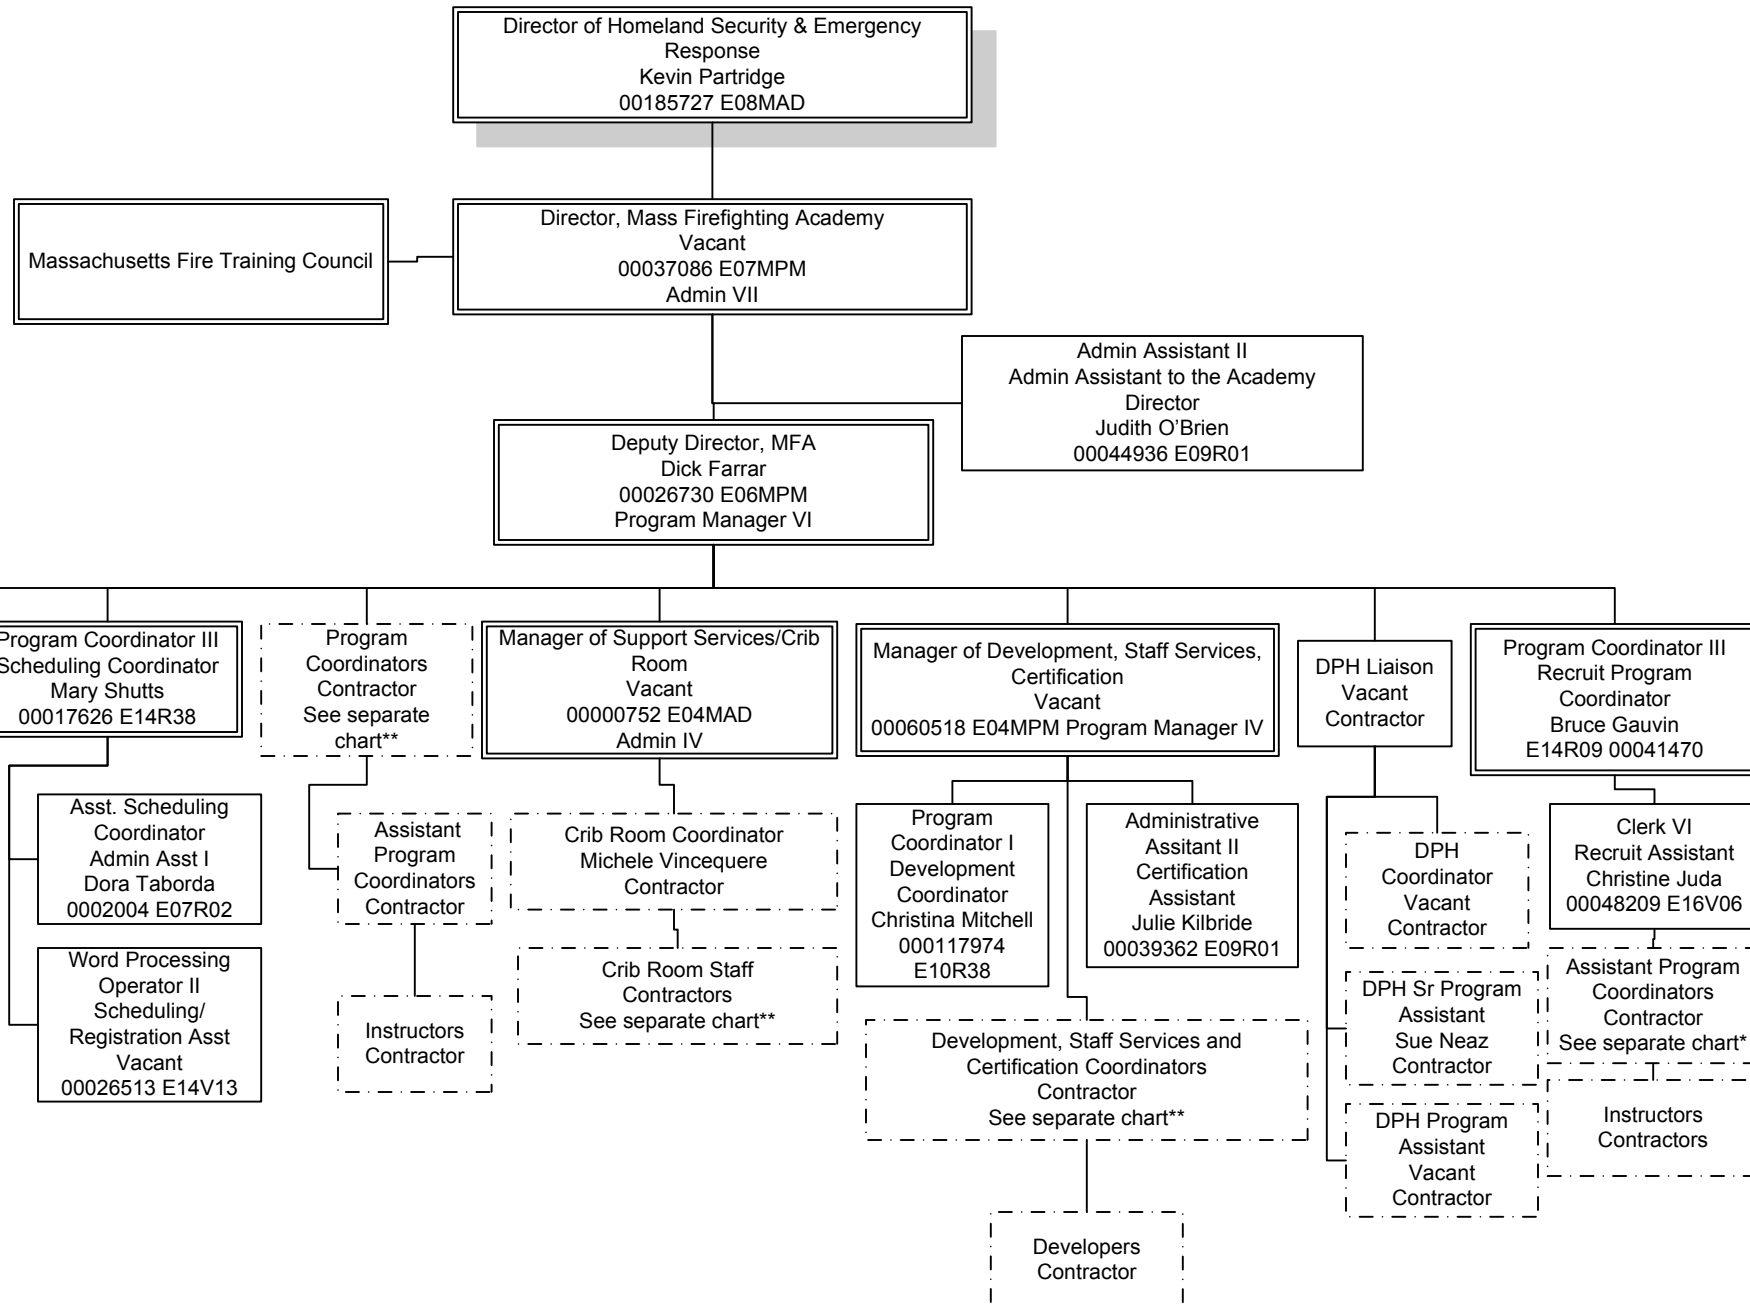 Director of Homeland Security & Emergency
Response
Kevin Partridge
00185727 E08MAD
Massachusetts Fire Training Council
Director, Mass Firefighting Academy
Vacant
00037086 E07MPM
Admin VII
Admin Assistant II
Admin Assistant to the Academy
Director
Judith O’Brien
00044936 E09R01
Deputy Director, MFA
Dick Farrar
00026730 E06MPM
Program Manager VI
Program Coordinator III
Scheduling Coordinator
Mary Shutts
00017626 E14R38
Program
Coordinators
Contractor
See separate
chart**
Manager of Support Services/Crib
Room
Vacant
00000752 E04MAD
Admin IV
Manager of Development, Staff Services,
Certification
Vacant
00060518 E04MPM Program Manager IV
DPH Liaison
Vacant
Contractor
Program Coordinator III
Recruit Program
Coordinator
Bruce Gauvin
E14R09 00041470
Asst. Scheduling
Coordinator
Admin Asst I
Dora Taborda
0002004 E07R02
Word Processing
Operator II
Scheduling/
Registration Asst
Vacant
00026513 E14V13
Assistant
Program
Coordinators
Contractor
Instructors
Contractor
Crib Room Coordinator
Michele Vincequere
Contractor
Crib Room Staff
Contractors
See separate chart**
Program
Coordinator I
Development
Coordinator
Christina Mitchell
000117974
E10R38
Administrative
Assitant II
Certification
Assistant
Julie Kilbride
00039362 E09R01
Development, Staff Services and
Certification Coordinators
Contractor
See separate chart**
Developers
Contractor
DPH
Coordinator
Vacant
Contractor
DPH Sr Program
Assistant
Sue Neaz
Contractor
DPH Program
Assistant
Vacant
Contractor
Clerk VI
Recruit Assistant
Christine Juda
00048209 E16V06
Assistant Program
Coordinators
Contractor
See separate chart*
Instructors
Contractors